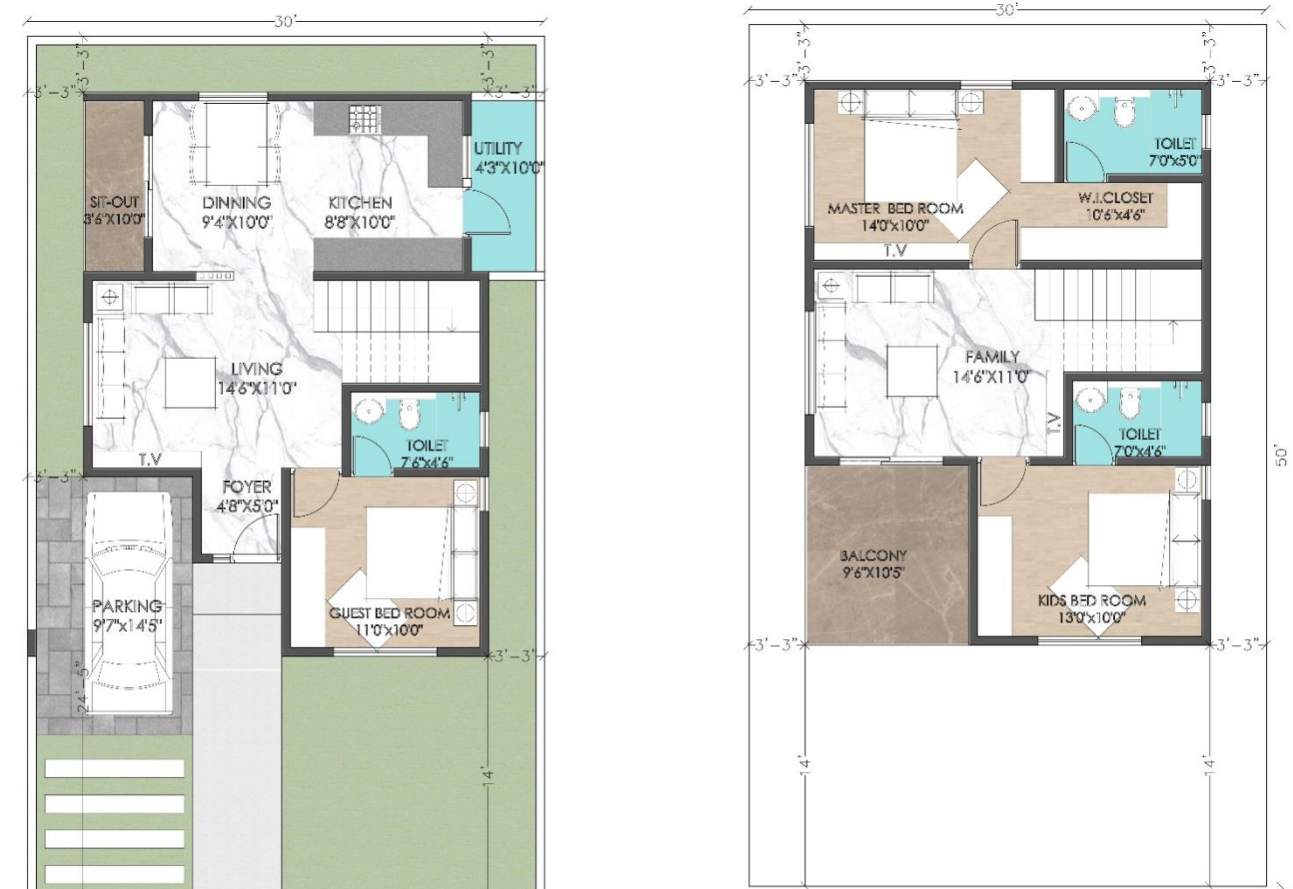 30'
3'-3"
3'-3"
3'-3"
3'-3"
SIT-OUT
3'6"X10'0"
DINNING
9'4"X10'0"
KITCHEN
8'8"X10'0"
UTILITY
4'3"X10'0"
LIVING
14'6"X11'0"
T.V
TOILET
7'6"x4'6"
3'-3"
FOYER
4'8"X5'0"
PARKING
9'7"x14'5"
GUEST BED ROOM
11'0"x10'0"
3'-3"
24'-5"
14'
30'
3'-3"
3'-3"
3'-3"
3'-3"
TOILET
7'0"x5'0"
MASTER BED ROOM
14'0"x10'0"
W.I.CLOSET
10'6"x4'6"
T.V
FAMILY
14'6"X11'0"
T.V
TOILET
7'0"x4'6"
50'
BALCONY
9'6"X10'5"
KIDS BED ROOM
13'0"x10'0"
3'-3"
3'-3"
14'
14'